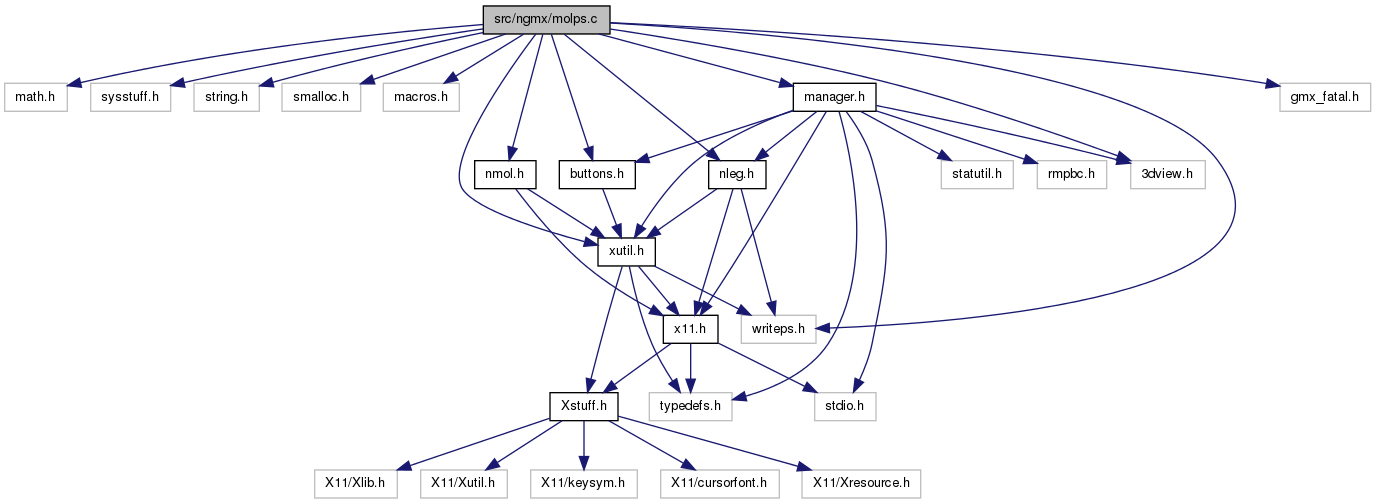 src/ngmx/molps.c
math.h
sysstuff.h
string.h
smalloc.h
macros.h
manager.h
gmx_fatal.h
nmol.h
buttons.h
nleg.h
statutil.h
rmpbc.h
3dview.h
xutil.h
x11.h
writeps.h
Xstuff.h
typedefs.h
stdio.h
X11/Xlib.h
X11/Xutil.h
X11/keysym.h
X11/cursorfont.h
X11/Xresource.h